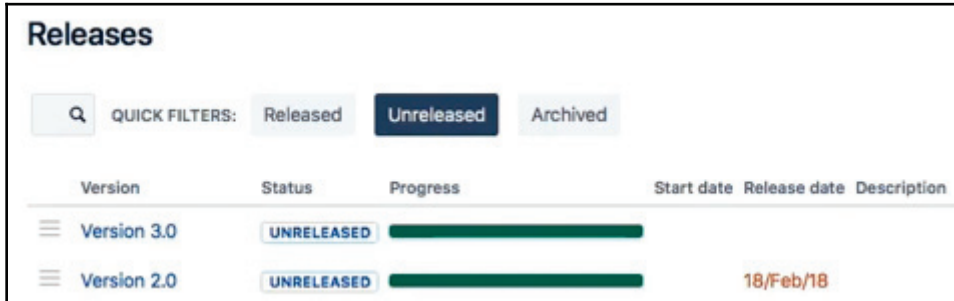 Releases
QUICK FILTERS: Released Unreleased Archived
Version Status Progress Start date Release date Description
Version 3.0 UNRELEASED
Version 2.0 UNRELEASED 18/Feb/18